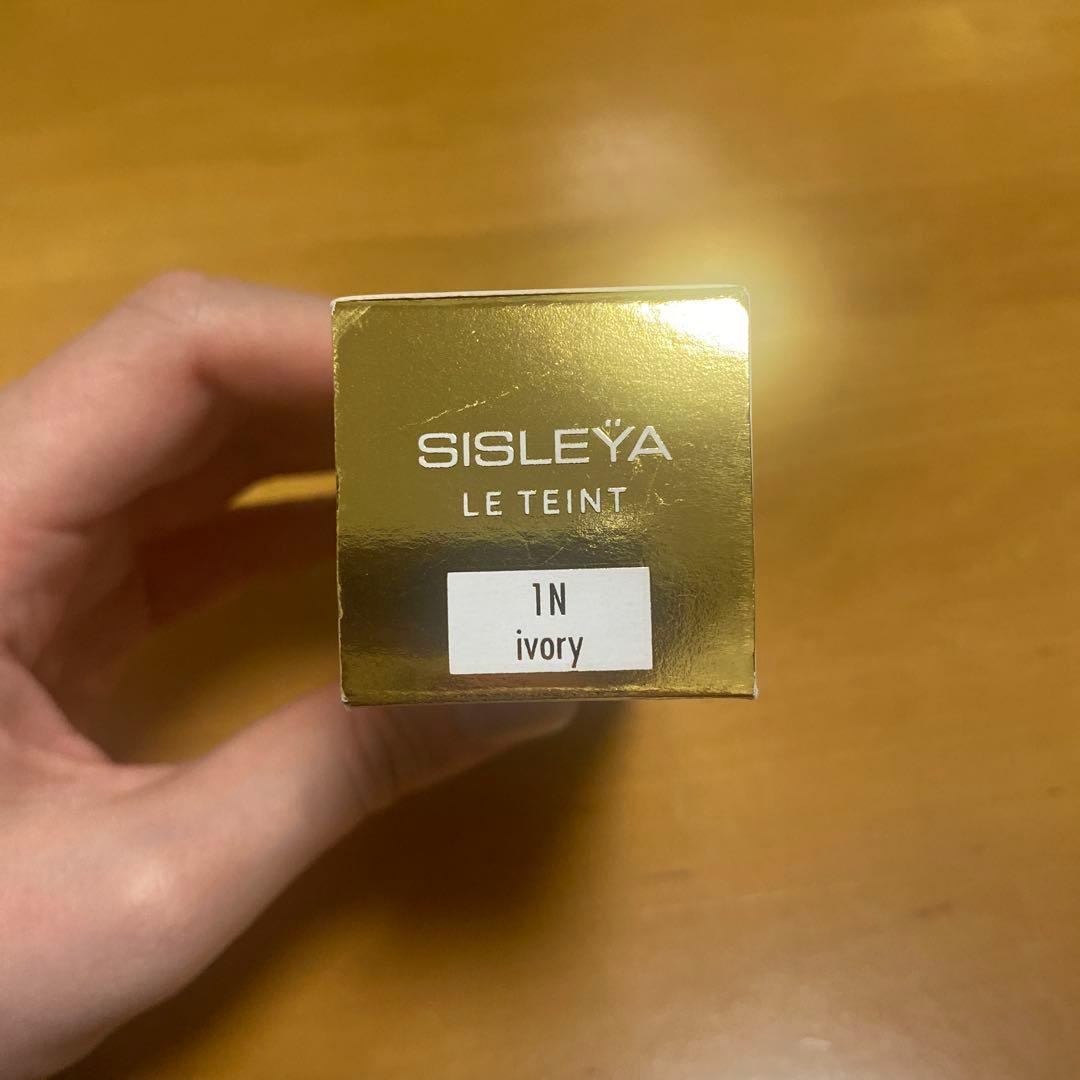 SISLEŸA
LE TEINT
1N
ivory